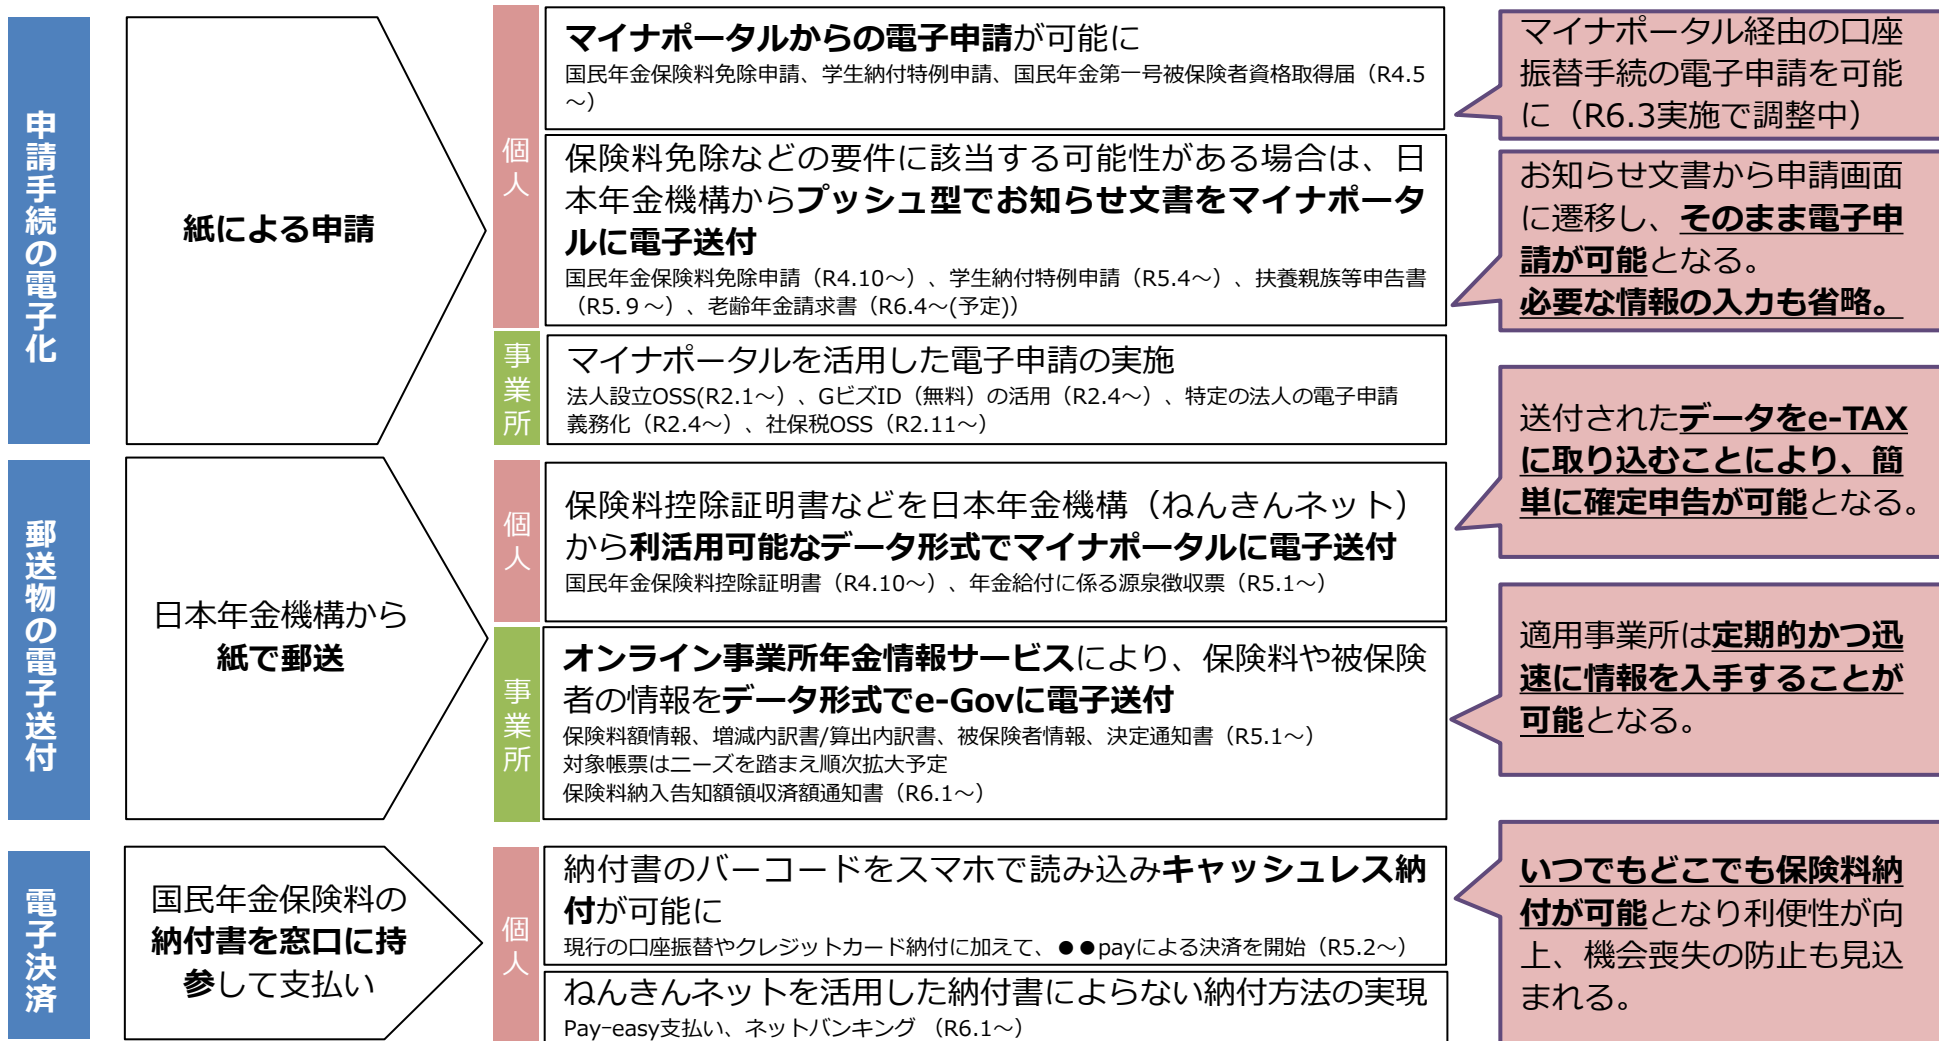 申請手続の電子化
紙による申請
個人
マイナポータルからの電子申請が可能に
国民年金保険料免除申請、学生納付特例申請、国民年金第一号被保険者資格取得届（R4.5
～）
保険料免除などの要件に該当する可能性がある場合は、日
本年金機構からプッシュ型でお知らせ文書をマイナポータ
ルに電子送付
国民年金保険料免除申請（R4.10～）、学生納付特例申請（R5.4～）、扶養親族等申告書
（R5.９～）、老齢年金請求書（R6.4～(予定)）
事業所
マイナポータルを活用した電子申請の実施
法人設立OSS(R2.1～）、GビズID（無料）の活用（R2.4～）、特定の法人の電子申請
義務化（R2.4～）、社保税OSS（R2.11～）
マイナポータル経由の口座
振替手続の電子申請を可能
に（R6.3実施で調整中）
お知らせ文書から申請画面
に遷移し、そのまま電子申
請が可能となる。
必要な情報の入力も省略。
郵送物の電子送付
日本年金機構から
紙で郵送
個人
保険料控除証明書などを日本年金機構（ねんきんネット）
から利活用可能なデータ形式でマイナポータルに電子送付
国民年金保険料控除証明書（R4.10～）、年金給付に係る源泉徴収票（R5.1～）
事業所
オンライン事業所年金情報サービスにより、保険料や被保険
者の情報をデータ形式でe-Govに電子送付
保険料額情報、増減内訳書/算出内訳書、被保険者情報、決定通知書（R5.1～）
対象帳票はニーズを踏まえ順次拡大予定
保険料納入告知額領収済額通知書（R6.1～）
送付されたデータをe-TAX
に取り込むことにより、簡
単に確定申告が可能となる。
適用事業所は定期的かつ迅
速に情報を入手することが
可能となる。
電子決済
国民年金保険料の
納付書を窓口に持
参して支払い
個人
納付書のバーコードをスマホで読み込みキャッシュレス納
付が可能に
現行の口座振替やクレジットカード納付に加えて、●●payによる決済を開始（R5.2～）
ねんきんネットを活用した納付書によらない納付方法の実現
Pay-easy支払い、ネットバンキング （R6.1～）
いつでもどこでも保険料納
付が可能となり利便性が向
上、機会喪失の防止も見込
まれる。